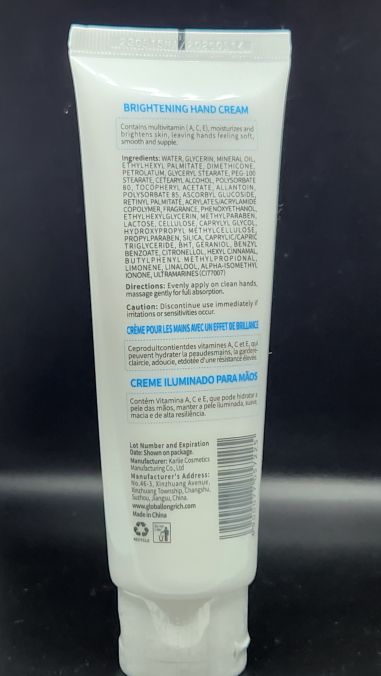 BRIGHTENING HAND CREAM
Contains multivitamin (A, C, E), moisturizes and
brightens skin, leaving hands feeling soft,
smooth and supple.
Ingredients: WATER, GLYCERIN, MINERAL OIL,
ETHYLHEXYL PALMITATE, DIMETHICONE,
PETROLATUM, GLYCERYL STEARATE, PEG-100
STEARATE, CETEARYL ALCOHOL, POLYSORBATE
80, TOCOPHERYL ACETATE, ALLANTOIN,
POLYSORBATE 85, ASCORBYL GLUCOSIDE,
RETINYL PALMITATE, ACRYLATES/ACRYLAMIDE
COPOLYMER, FRAGRANCE, PHENOXYETHANOL,
ETHYLHEXYLGLYCERIN, METHYLPARABEN,
LACTOSE, CELLULOSE, CAPRYLYL GLYCOL,
HYDROXYPROPYL METHYLCELLULOSE,
PROPYLPARABEN, SILICA, CAPRYLIC/CAPRIC
TRIGLYCERIDE, BHT, GERANIOL, BENZYL
BENZOATE, CITRONELLOL, HEXYL CINNAMAL,
BUTYLPHENYL METHYLPROPIONAL,
LIMONENE, LINALOOL, ALPHA-ISOMETHYL
IONONE, ULTRAMARINES (CI77007)
Directions: Evenly apply on clean hands,
massage gently for full absorption.
Caution: Discontinue use immediately if
irritations or sensitivities occur.
CRÈME POUR LES MAINS AVEC UN EFFET DE BRILLANCE
Ceproduitcontientdes vitamines A, C et E, qui
peuvent hydrater la peaudesmains, la garder
claircie, adoucie, etdotée d'une résistance élevée.
CREME ILUMINADO PARA MÃOS
Contém Vitamina A, C e E, que pode hidratar a
pele das mãos, manter a pele iluminada, suave,
macia e de alta resiliência.
Lot Number and Expiration
Date: Shown on package.
Manufacturer: Karlie Cosmetics
Manufacturing Co., Ltd
Manufacturer's Address:
No.46-3, Xinzhuang Avenue,
Xinzhuang Township, Changshu,
Suzhou, Jiangsu, China.
www.globallongrich.com
Made in China
RECYCLE